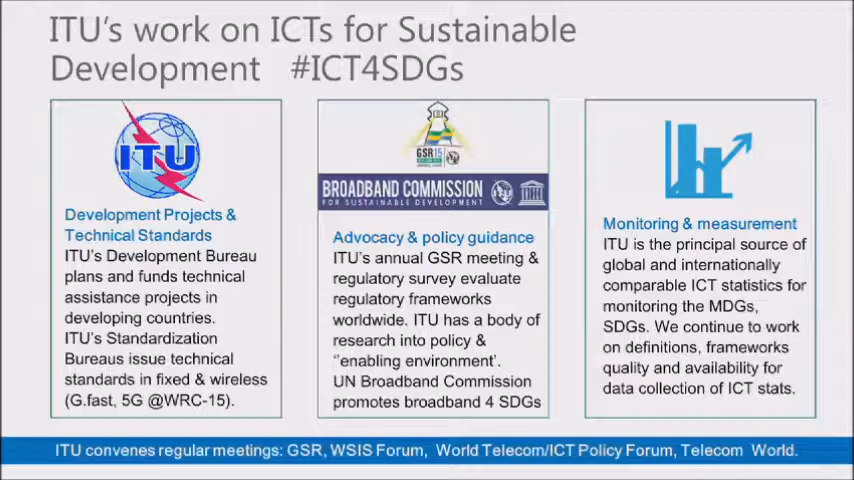 ITU's work on ICTs for Sustainable
Development #ICT4SDGs
ITU
Development Projects &
Technical Standards
ITU's Development Bureau
plans and funds technical
assistance projects in
developing countries.
ITU's Standardization
Bureaus issue technical
standards in fixed & wireless
(G.fast, 5G @WRC-15).
GSR15
BROADBAND COMMISSION
FOR SUSTAINABLE DEVELOPMENT
Advocacy & policy guidance
ITU's annual GSR meeting &
regulatory survey evaluate
regulatory frameworks
worldwide. ITU has a body of
research into policy &
"enabling environment'.
UN Broadband Commission
promotes broadband 4 SDGs
Monitoring & measurement
ITU is the principal source of
global and internationally
comparable ICT statistics for
monitoring the MDGs,
SDGs. We continue to work
on definitions, frameworks
quality and availability for
data collection of ICT stats.
ITU convenes regular meetings: GSR, WSIS Forum, World Telecom/ICT Policy Forum, Telecom World.